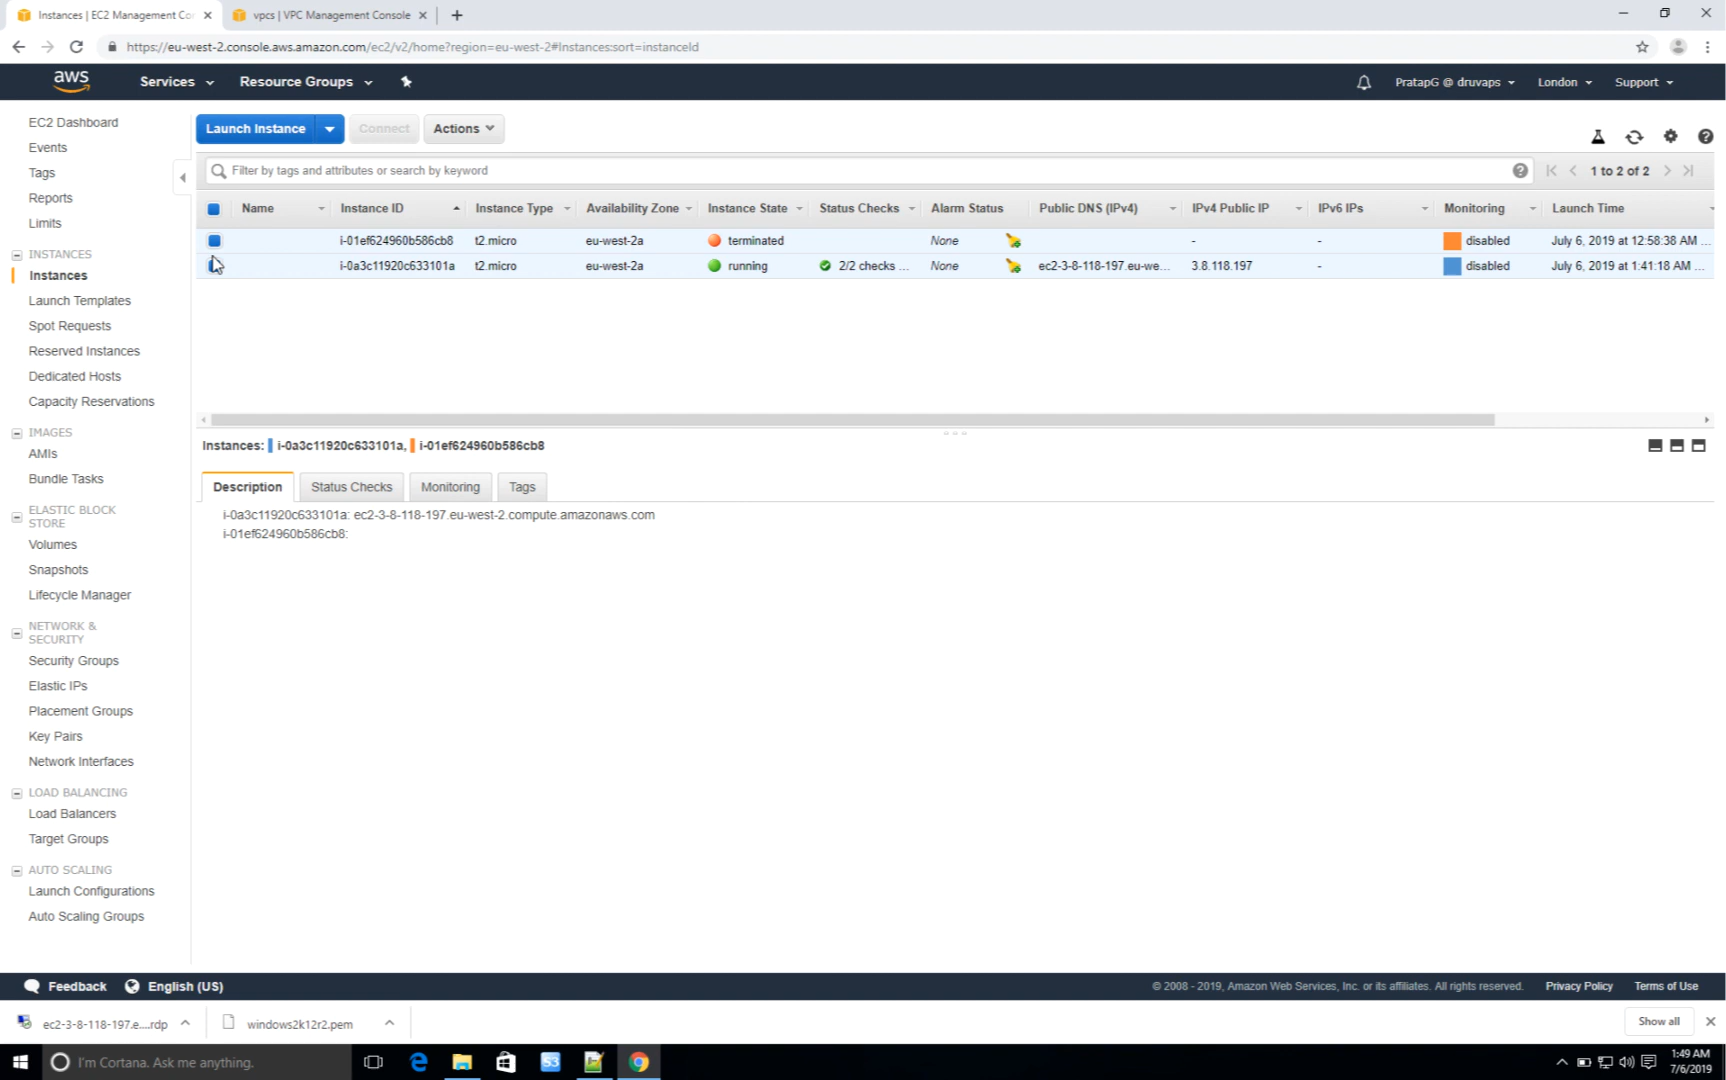 Instances | EC2 Management Con
vpcs | VPC Management Console
https://eu-west-2.console.aws.amazon.com/ec2/v2/home?region=eu-west-2#Instances:sort=instanceId
aws
Services
Resource Groups
PratapG @ druvaps
London
Support
EC2 Dashboard
Events
Tags
Reports
Limits
INSTANCES
Instances
Launch Templates
Spot Requests
Reserved Instances
Dedicated Hosts
Capacity Reservations
IMAGES
AMIs
Bundle Tasks
ELASTIC BLOCK
STORE
Volumes
Snapshots
Lifecycle Manager
NETWORK &
SECURITY
Security Groups
Elastic IPs
Placement Groups
Key Pairs
Network Interfaces
LOAD BALANCING
Load Balancers
Target Groups
AUTO SCALING
Launch Configurations
Auto Scaling Groups
Launch Instance
Connect
Actions
Filter by tags and attributes or search by keyword
1 to 2 of 2
Name Instance ID Instance Type Availability Zone Instance State Status Checks Alarm Status Public DNS (IPv4) IPv4 Public IP IPv6 IPs Monitoring Launch Time
i-01ef624960b586cb8 t2.micro eu-west-2a terminated None - - disabled July 6, 2019 at 12:58:38 AM ...
i-0a3c11920c633101a t2.micro eu-west-2a running 2/2 checks ... None ec2-3-8-118-197.eu-we... 3.8.118.197 - disabled July 6, 2019 at 1:41:18 AM ...
Instances: i-0a3c11920c633101a, i-01ef624960b586cb8
Description
Status Checks
Monitoring
Tags
i-0a3c11920c633101a: ec2-3-8-118-197.eu-west-2.compute.amazonaws.com
i-01ef624960b586cb8:
Feedback
English (US)
© 2008 - 2019, Amazon Web Services, Inc. or its affiliates. All rights reserved.
Privacy Policy
Terms of Use
ec2-3-8-118-197.e....rdp
windows2k12r2.pem
Show all
I'm Cortana. Ask me anything.
S3
1:49 AM
7/6/2019